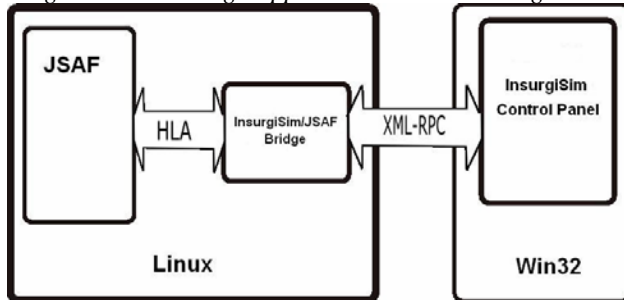 JSAF
InsurgiSim
Control Panel
HLA
InsurgiSim/JSAF
Bridge
XML-RPC
Linux
Win32